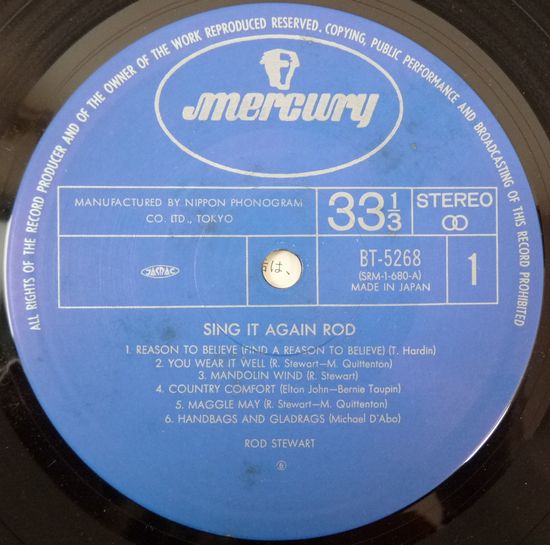 ALL RIGHTS OF THE RECORD PRODUCER AND OF THE OWNER OF THE WORK REPRODUCED RESERVED. COPYING, PUBLIC PERFORMANCE AND BROADCASTING OF THIS RECORD PROHIBITED
mercury
MANUFACTURED BY NIPPON PHONOGRAM
CO. LTD., TOKYO
33 1/3
STEREO
JASRAC
は、
BT-5268
(SRM-1-680-A)
MADE IN JAPAN
1
SING IT AGAIN ROD
1. REASON TO BELIEVE (FIND A REASON TO BELIEVE) (T. Hardin)
2. YOU WEAR IT WELL (R. Stewart—M. Quittenton)
3. MANDOLIN WIND (R. Stewart)
4. COUNTRY COMFORT (Elton John—Bernie Taupin)
5. MAGGLE MAY (R. Stewart—M. Quittenton)
6. HANDBAGS AND GLADRAGS (Michael D'Abo)
ROD STEWART